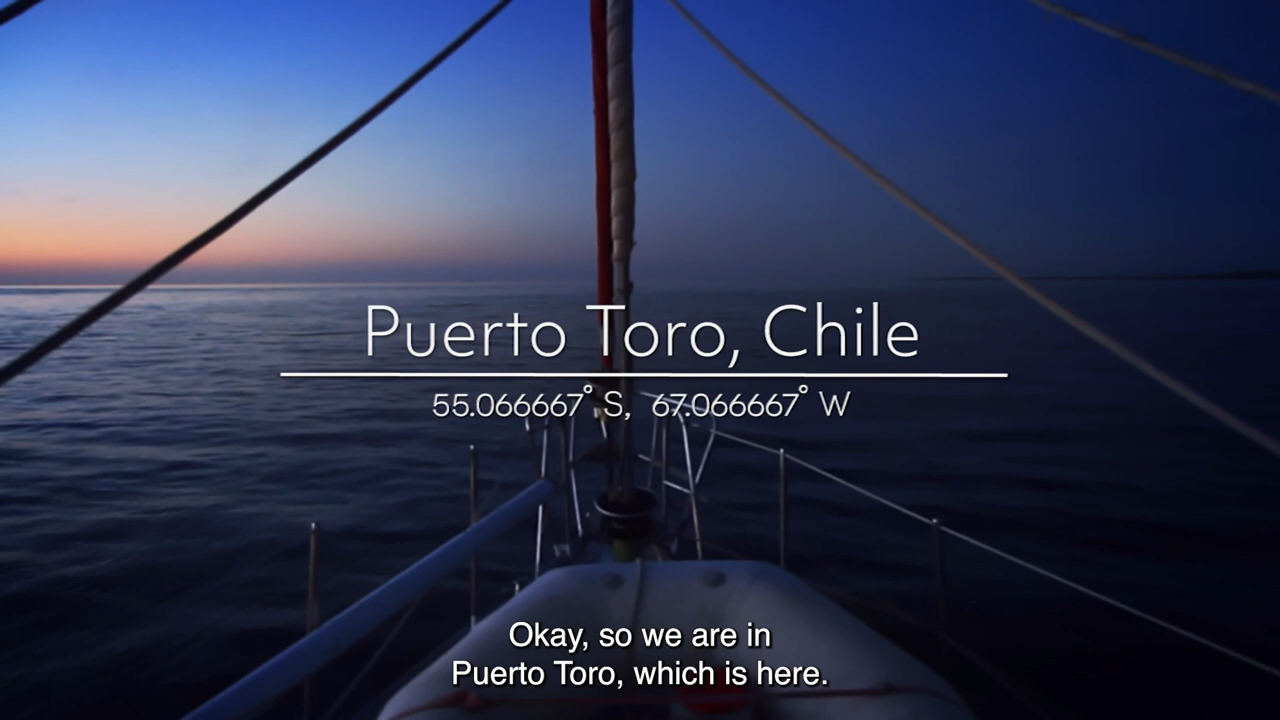 Puerto Toro, Chile
55.066667° S, 67.066667° W
Okay, so we are in
Puerto Toro, which is here.